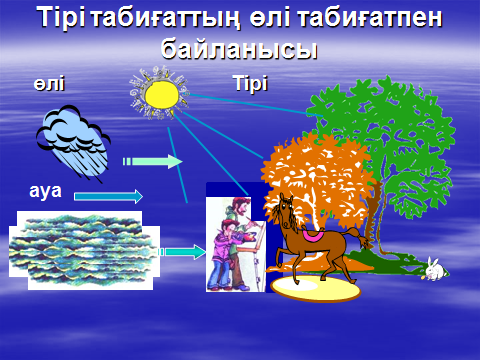 Тірі табиғаттың өлі табиғатпен
байланысы
өлі
Тірі
ауа